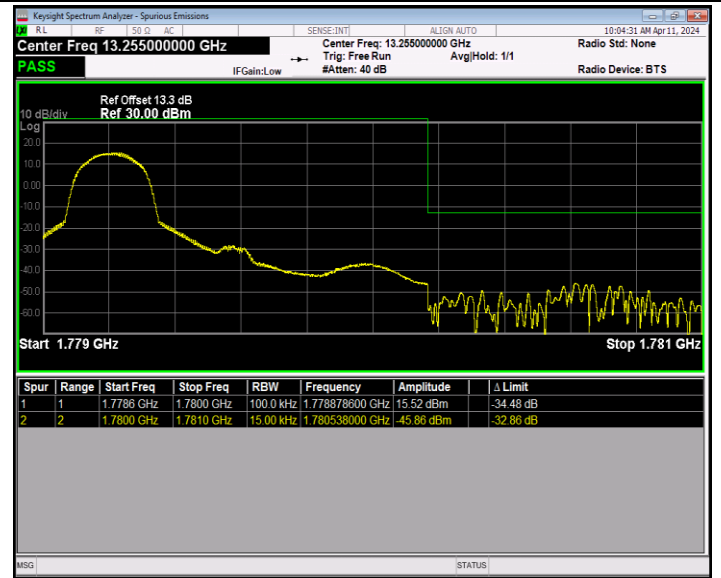 Keysight Spectrum Analyzer - Spurious Emissions
RL RF 50 Ω AC SENSE:INT ALIGN AUTO 10:04:31 AM Apr 11, 2024
Center Freq 13.255000000 GHz Center Freq: 13.255000000 GHz Radio Std: None
Trig: Free Run Avg|Hold: 1/1
PASS IFGain:Low #Atten: 40 dB Radio Device: BTS
Ref Offset 13.3 dB
10 dB/div Ref 30.00 dBm
Log
20.0
10.0
0.00
-10.0
-20.0
-30.0
-40.0
-50.0
-60.0
Start 1.779 GHz Stop 1.781 GHz
Spur Range Start Freq Stop Freq RBW Frequency Amplitude Δ Limit
1 1 1.7786 GHz 1.7800 GHz 100.0 kHz 1.778878600 GHz 15.52 dBm -34.48 dB
2 2 1.7800 GHz 1.7810 GHz 15.00 kHz 1.780538000 GHz -45.86 dBm -32.86 dB
MSG STATUS